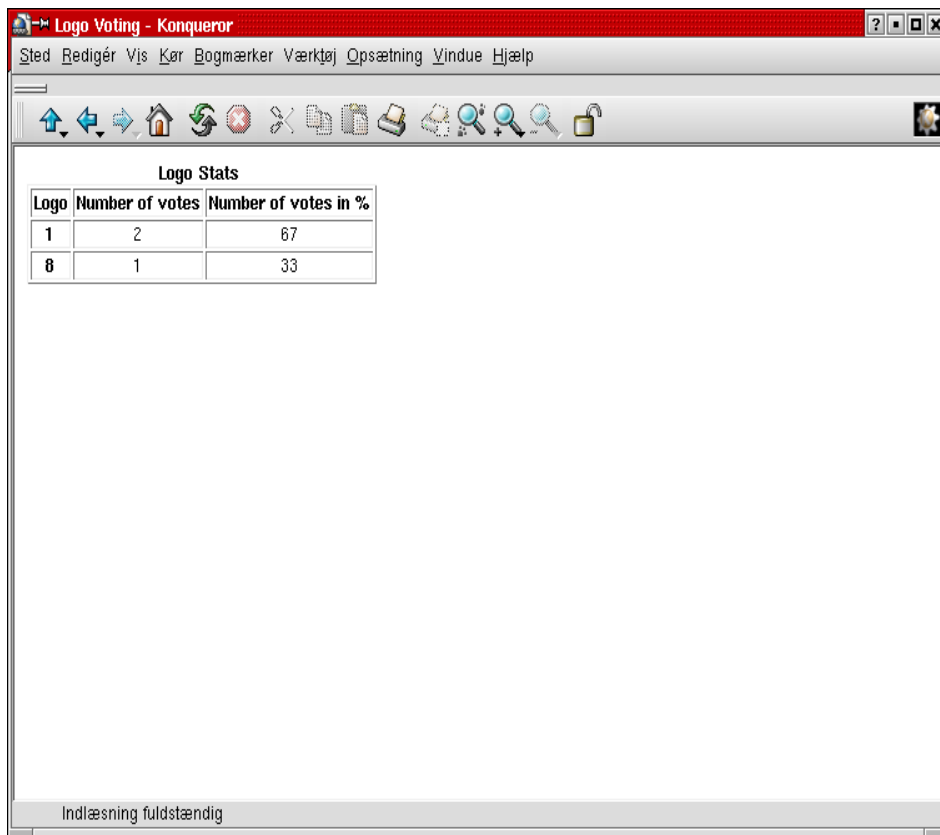 Logo Voting - Konqueror
Sted Redigér Vis Kør Bogmærker Værktøj Opsætning Vindue Hjælp
Logo Stats
Logo Number of votes Number of votes in %
1 2 67
8 1 33
Indlæsning fuldstændig